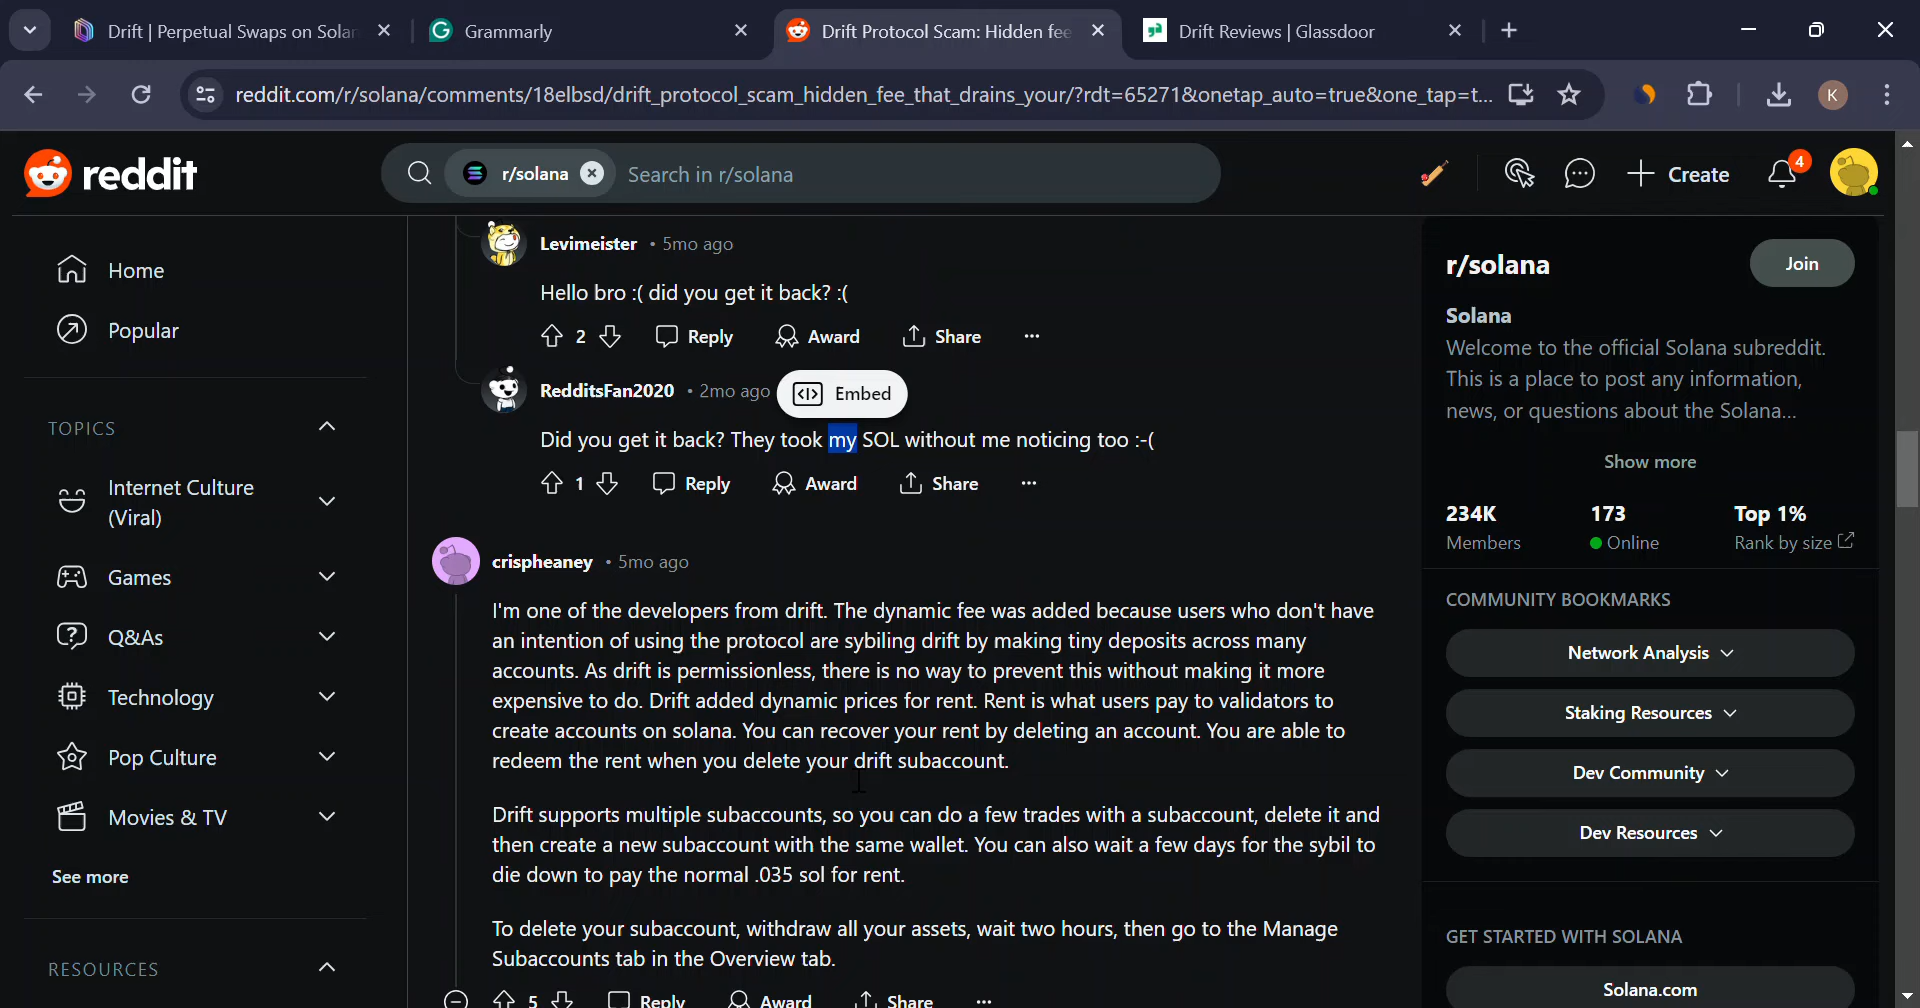 Drift | Perpetual Swaps on Solan
Grammarly
Drift Protocol Scam: Hidden fee
Drift Reviews | Glassdoor
reddit.com/r/solana/comments/18elbsd/drift_protocol_scam_hidden_fee_that_drains_your/?rdt=65271&onetap_auto=true&one_tap=t...
K
reddit
r/solana
Search in r/solana
Create
4
Home
Popular
TOPICS
Internet Culture
(Viral)
Games
Q&As
Technology
Pop Culture
Movies & TV
See more
RESOURCES
Levimeister • 5mo ago
Hello bro :( did you get it back? :(
2 Reply Award Share ...
RedditsFan2020 • 2mo ago
Embed
Did you get it back? They took my SOL without me noticing too :-(
1 Reply Award Share ...
crispheaney • 5mo ago
I'm one of the developers from drift. The dynamic fee was added because users who don't have
an intention of using the protocol are sybiling drift by making tiny deposits across many
accounts. As drift is permissionless, there is no way to prevent this without making it more
expensive to do. Drift added dynamic prices for rent. Rent is what users pay to validators to
create accounts on solana. You can recover your rent by deleting an account. You are able to
redeem the rent when you delete your drift subaccount.
Drift supports multiple subaccounts, so you can do a few trades with a subaccount, delete it and
then create a new subaccount with the same wallet. You can also wait a few days for the sybil to
die down to pay the normal .035 sol for rent.
To delete your subaccount, withdraw all your assets, wait two hours, then go to the Manage
Subaccounts tab in the Overview tab.
5 Reply Award Share ...
r/solana
Join
Solana
Welcome to the official Solana subreddit.
This is a place to post any information,
news, or questions about the Solana...
Show more
234K 173 Top 1%
Members Online Rank by size
COMMUNITY BOOKMARKS
Network Analysis
Staking Resources
Dev Community
Dev Resources
GET STARTED WITH SOLANA
Solana.com